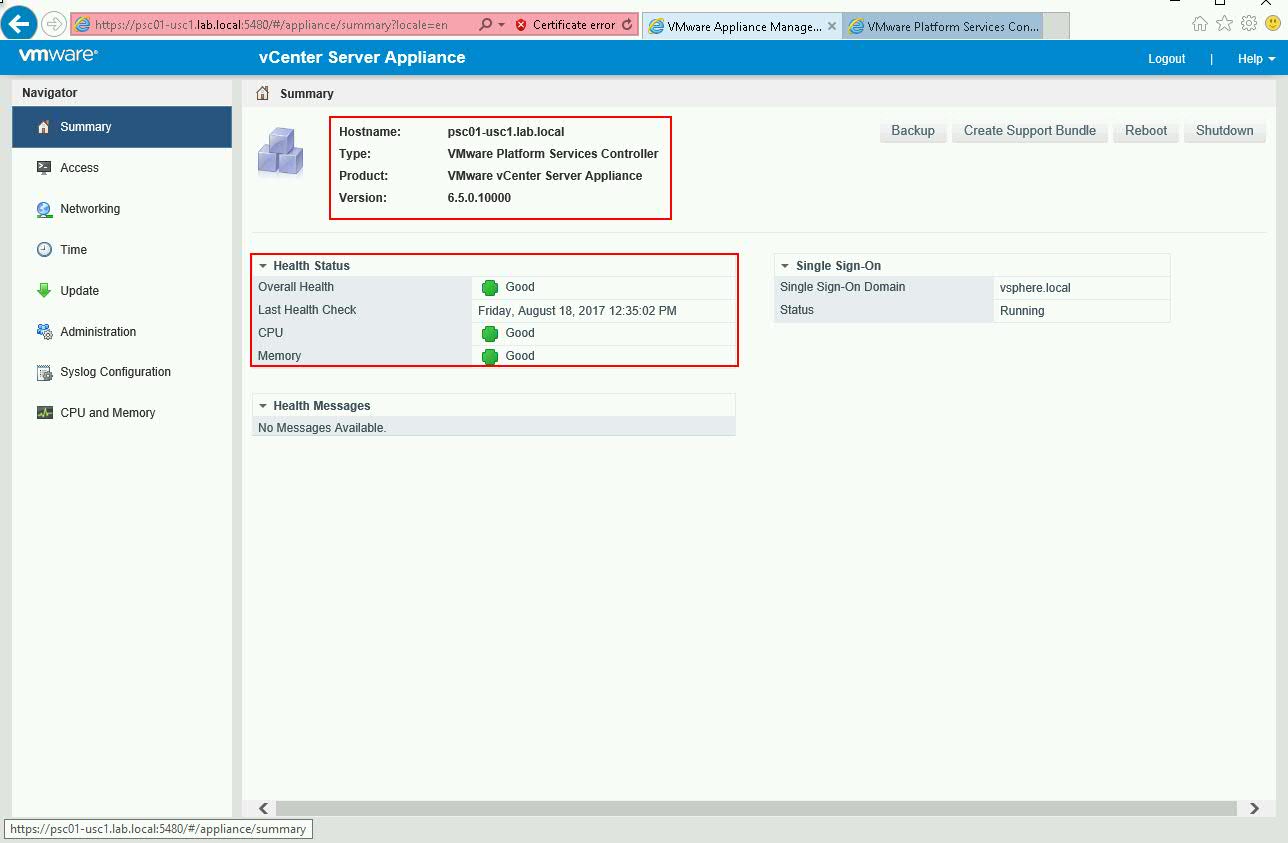 https://psc01-usc1.lab.local:5480/#/appliance/summary?locale=en Certificate error VMware Appliance Manage... VMware Platform Services Con...
vmware® vCenter Server Appliance Logout | Help
Navigator
Summary
Access
Networking
Time
Update
Administration
Syslog Configuration
CPU and Memory
Summary
Hostname: psc01-usc1.lab.local
Type: VMware Platform Services Controller
Product: VMware vCenter Server Appliance
Version: 6.5.0.10000
Backup Create Support Bundle Reboot Shutdown
Health Status
Overall Health Good
Last Health Check Friday, August 18, 2017 12:35:02 PM
CPU Good
Memory Good
Single Sign-On
Single Sign-On Domain vsphere.local
Status Running
Health Messages
No Messages Available.
https://psc01-usc1.lab.local:5480/#/appliance/summary